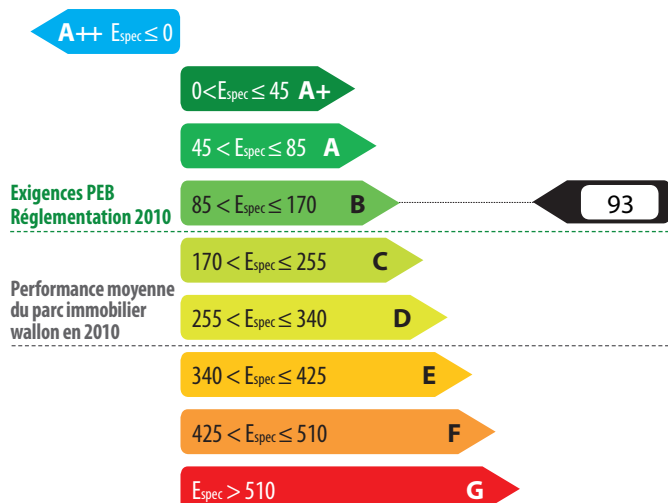 A++ Espec ≤ 0
0<Espec ≤ 45 A+
45 < Espec ≤ 85 A
Exigences PEB
Réglementation 2010
85 < Espec ≤ 170 B
93
170 < Espec ≤ 255 C
Performance moyenne
du parc immobilier
wallon en 2010
255 < Espec ≤ 340 D
340 < Espec ≤ 425 E
425 < Espec ≤ 510 F
Espec > 510 G